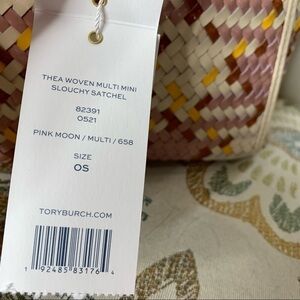 THEA WOVEN MULTI MINI
SLOUCHY SATCHEL
82391
0521
PINK MOON / MULTI / 658
SIZE
OS
TORYBURCH.COM
1 92485 83176 4